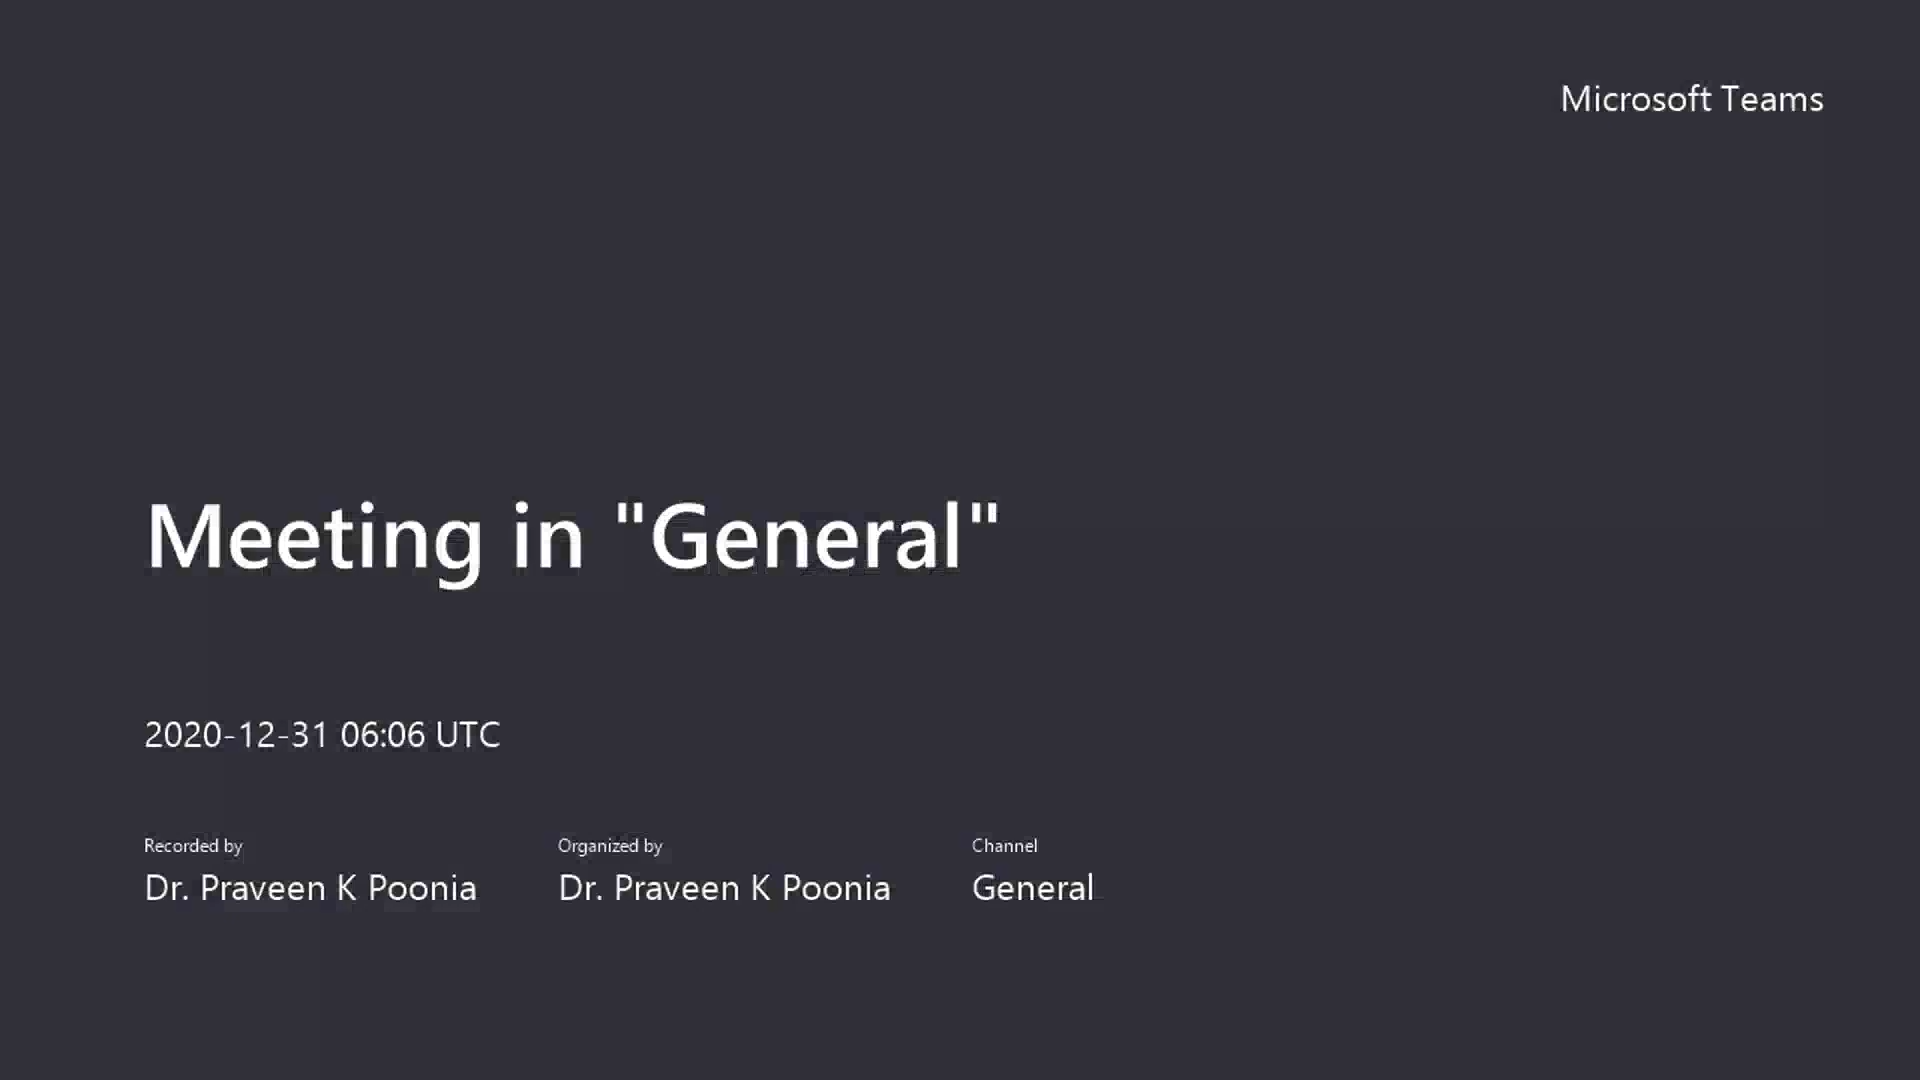 Microsoft Teams
Meeting in "General"
2020-12-31 06:06 UTC
Recorded by
Dr. Praveen K Poonia
Organized by
Dr. Praveen K Poonia
Channel
General